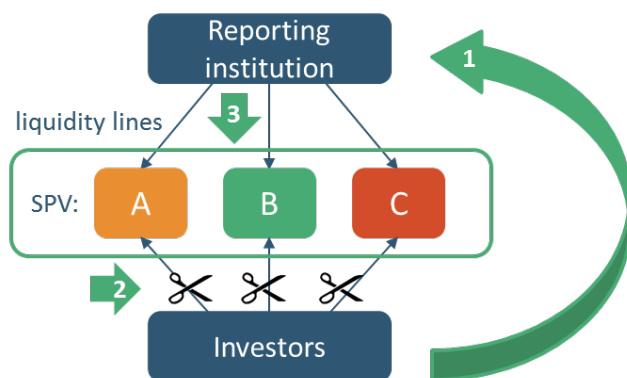 Reporting
institution
1
3
liquidity lines
SPV:
A
B
C
2
Investors